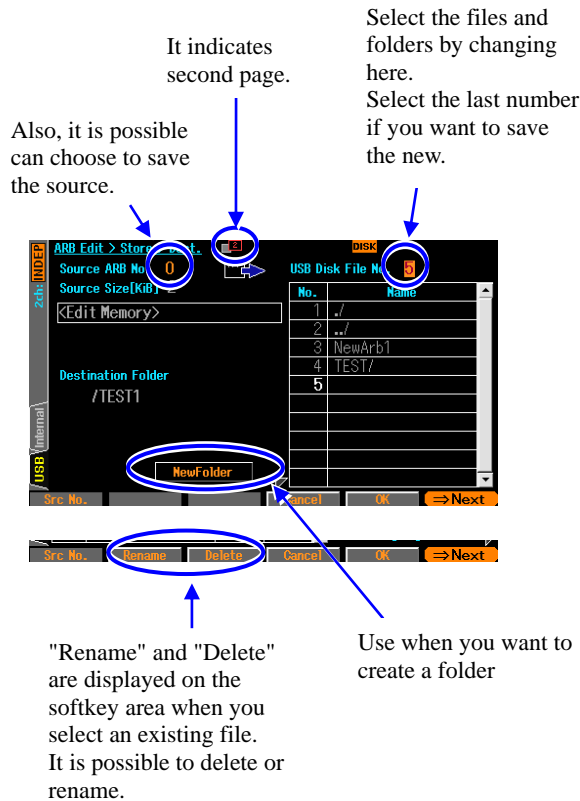 It indicates
second page.
Select the files and
folders by changing
here.
Select the last number
if you want to save
the new.
Also, it is possible
can choose to save
the source.
2ch: INDEP
ARB Edit > Store
2
DISK
Source ARB No. 0
USB Disk File No. 5
Source Size[KiB] 2
<Edit Memory>
No. Name
1 ./
2 ../
3 NewArb1
4 TEST/
5
Destination Folder
/TEST1
Internal
USB
NewFolder
Src No. Cancel OK ⇒Next
Src No. Rename Delete Cancel OK ⇒Next
"Rename" and "Delete"
are displayed on the
softkey area when you
select an existing file.
It is possible to delete or
rename.
Use when you want to
create a folder